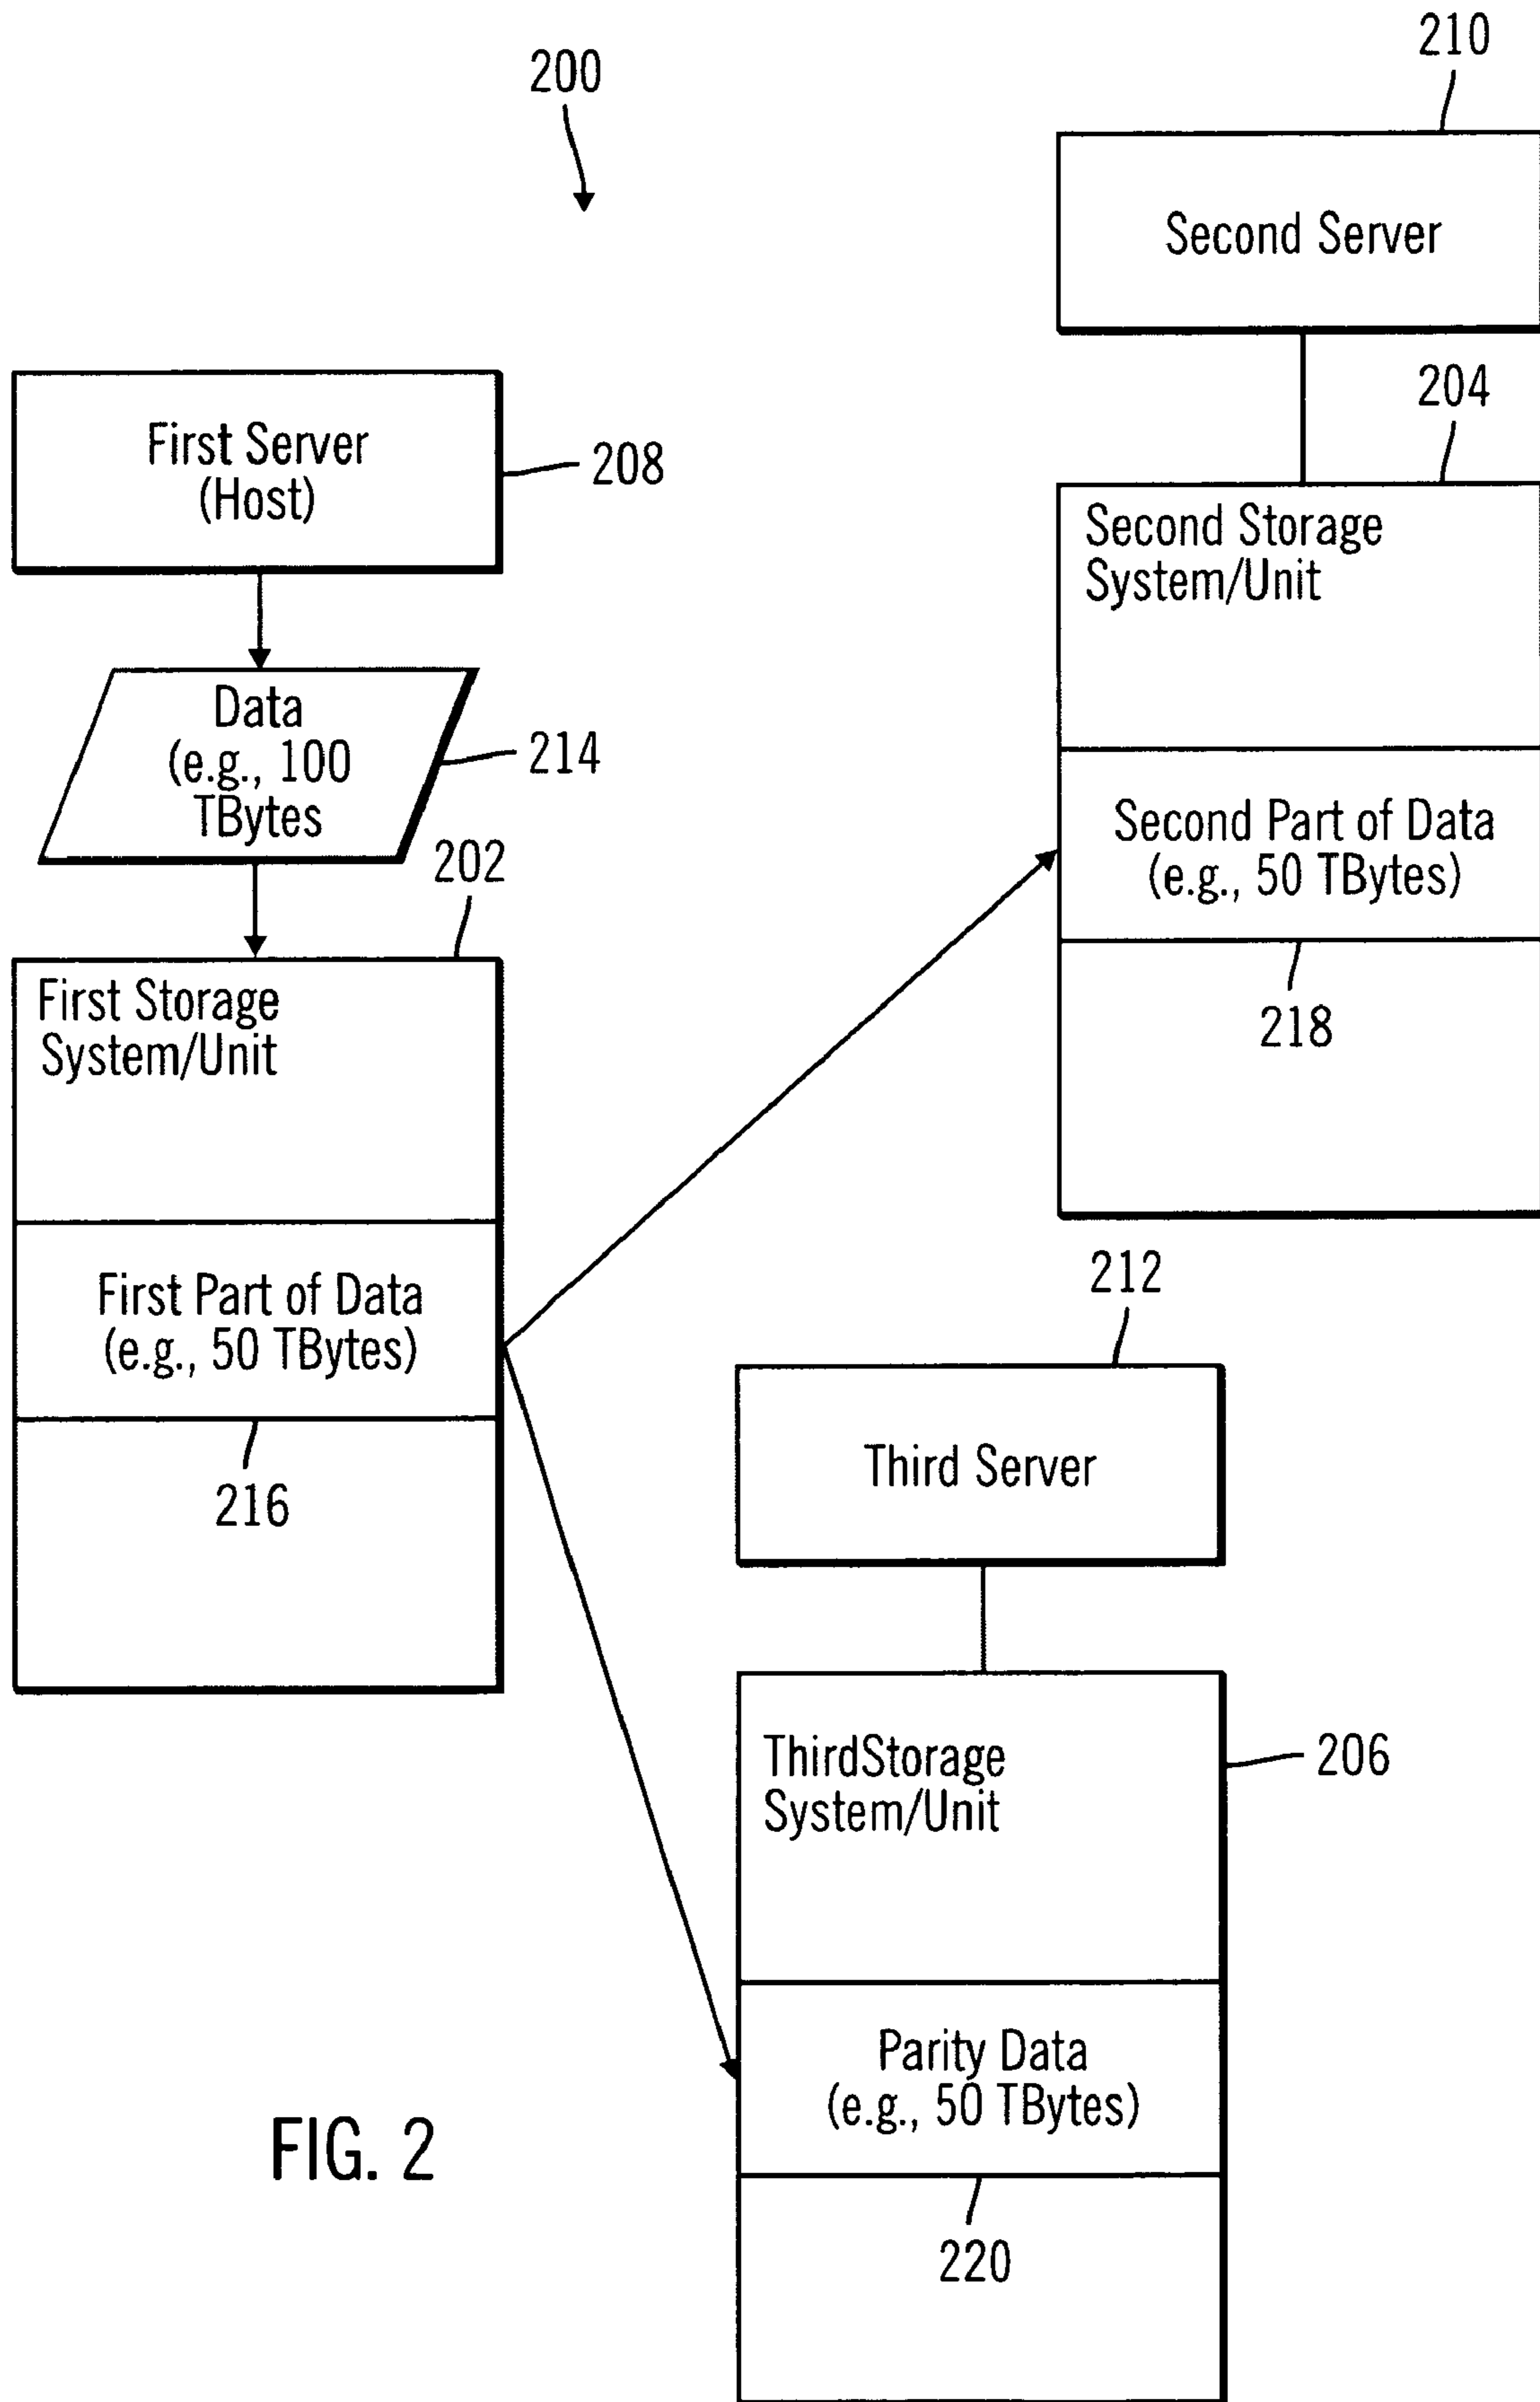 200
210
Second Server
204
First Server
(Host)
208
Second Storage
System/Unit
Data
(e.g., 100
TBytes
214
202
Second Part of Data
(e.g., 50 TBytes)
218
First Storage
System/Unit
First Part of Data
(e.g., 50 TBytes)
216
212
Third Server
ThirdStorage
System/Unit
206
Parity Data
(e.g., 50 TBytes)
220
FIG. 2